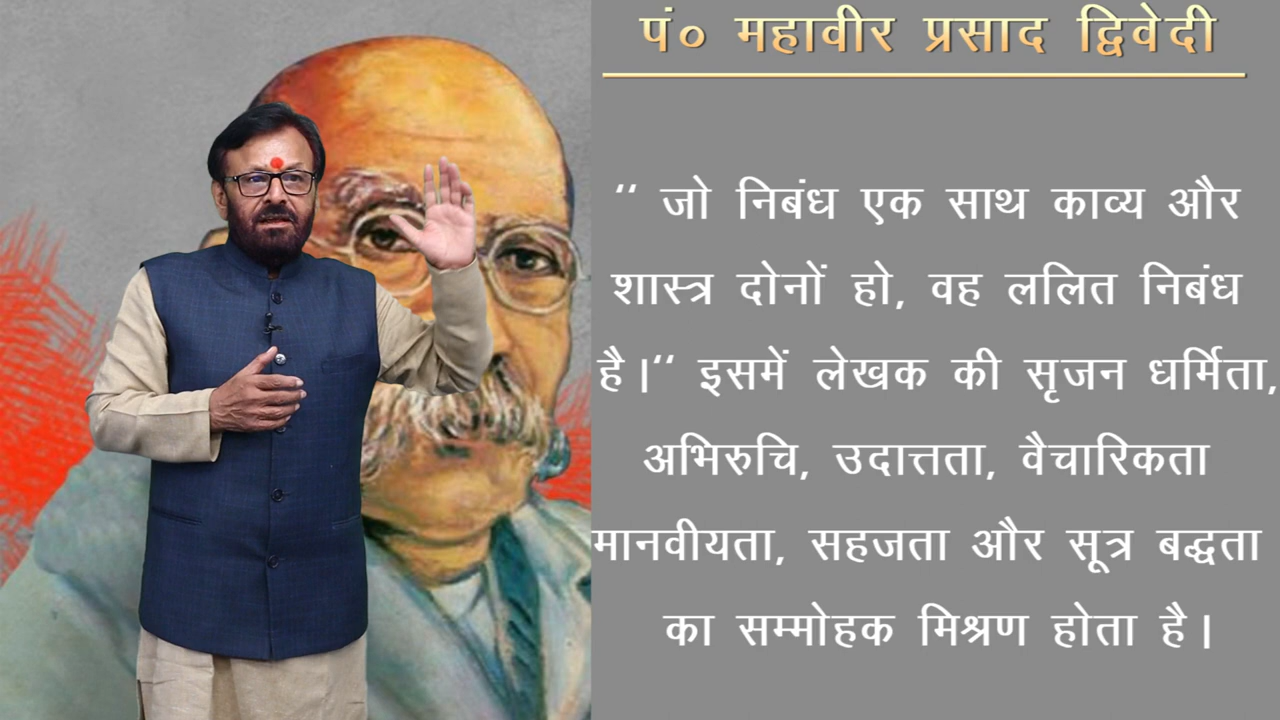 पं० महावीर प्रसाद द्विवेदी
‘‘ जो निबंध एक साथ काव्य और
शास्त्र दोनों हो, वह ललित निबंध
है।‘‘ इसमें लेखक की सृजन धर्मिता,
अभिरुचि, उदात्तता, वैचारिकता
मानवीयता, सहजता और सूत्र बद्धता
का सम्मोहक मिश्रण होता है।